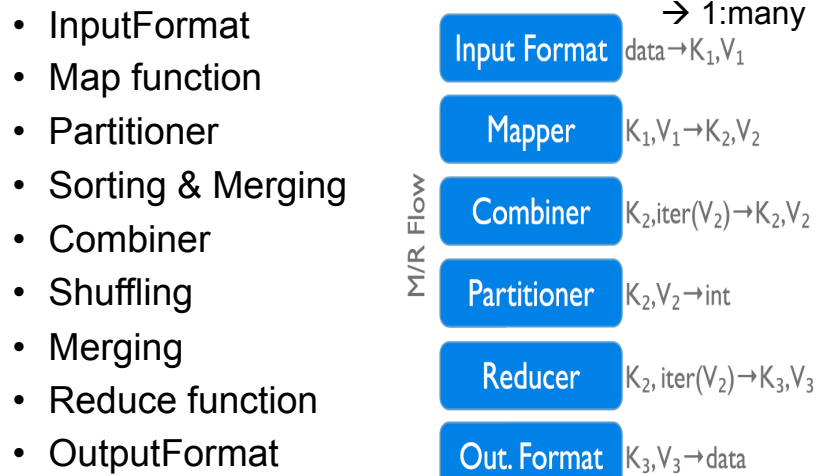 • InputFormat
• Map function
• Partitioner
• Sorting & Merging
• Combiner
• Shuffling
• Merging
• Reduce function
• OutputFormat
→ 1:many
M/R Flow
Input Format data→K₁,V₁
Mapper K₁,V₁→K₂,V₂
Combiner K₂,iter(V₂)→K₂,V₂
Partitioner K₂,V₂→int
Reducer K₂, iter(V₂)→K₃,V₃
Out. Format K₃,V₃→data